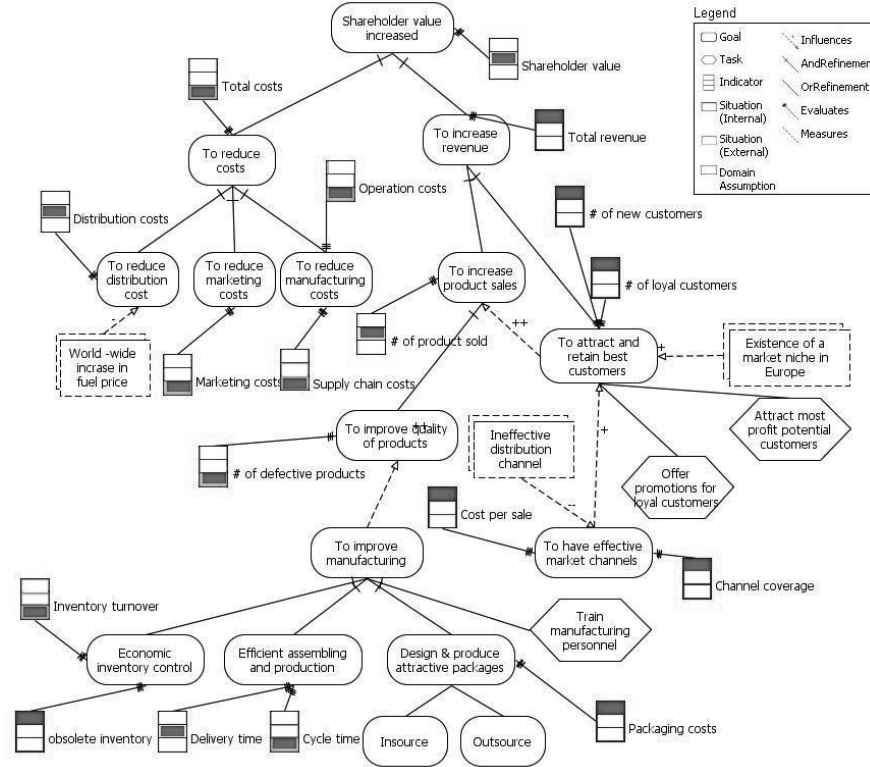 Shareholder value
increased
Shareholder value
Total costs
Total revenue
To reduce
costs
To increase
revenue
Operation costs
Distribution costs
# of new customers
# of loyal customers
To reduce
distribution
cost
To reduce
marketing
costs
To reduce
manufacturing
costs
To increase
product sales
-
World -wide
incrase in
fuel price
Marketing costs
Supply chain costs
# of product sold
++
To attract and
retain best
customers
+
Existence of a
market niche in
Europe
Attract most
profit potential
customers
Offer
promotions for
loyal customers
To improve quality
of products
++
# of defective products
Ineffective
distribution
channel
+
--
Cost per sale
To have effective
market channels
Channel coverage
To improve
manufacturing
Inventory turnover
Economic
inventory control
Efficient assembling
and production
Design & produce
attractive packages
Train
manufacturing
personnel
obsolete inventory
Delivery time
Cycle time
Insource
Outsource
Packaging costs
Legend
Goal
Task
Indicator
Situation
(Internal)
Situation
(External)
Domain
Assumption
Influences
AndRefinement
OrRefinement
Evaluates
Measures